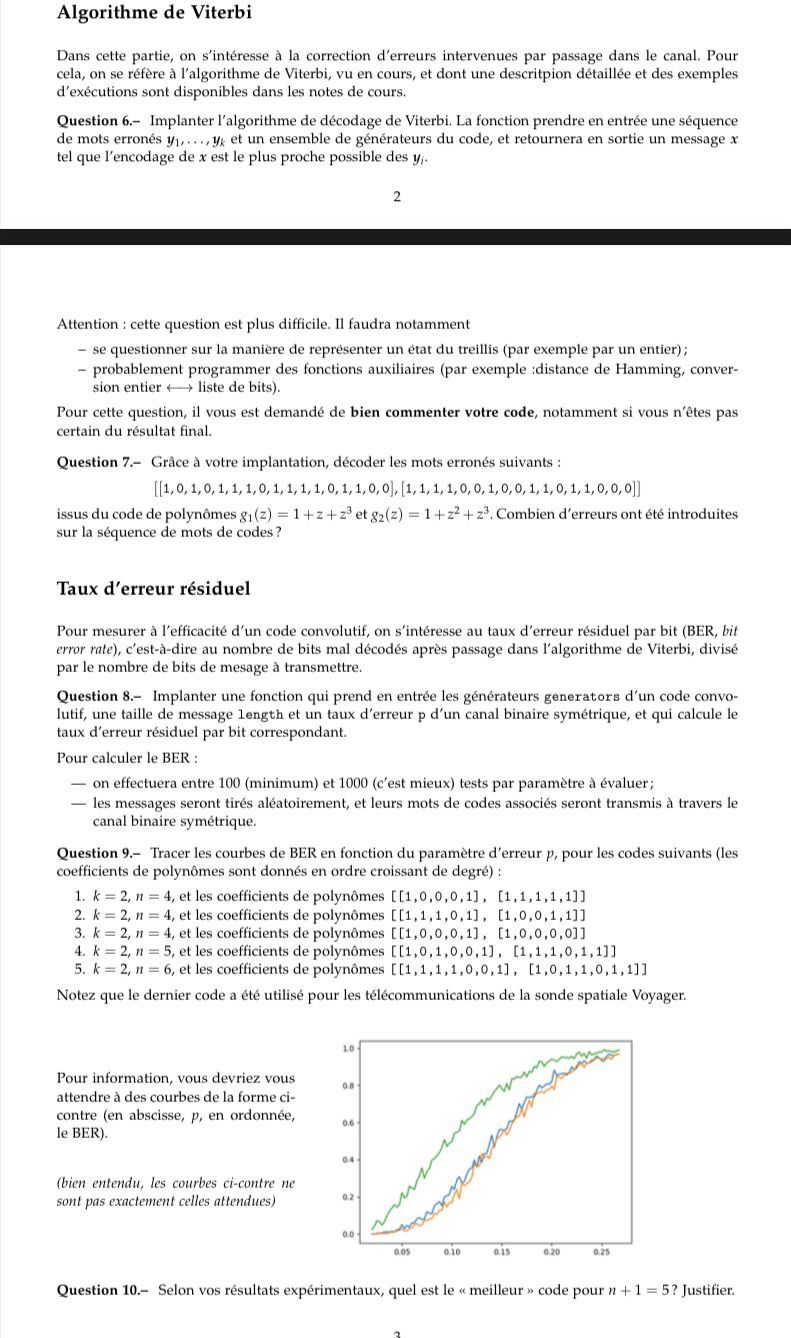 Algorithme de Viterbi
Dans cette partie, on s'intéresse à la correction d'erreurs intervenues par passage dans le canal. Pour
cela, on se réfère à l'algorithme de Viterbi, vu en cours, et dont une descritpion détaillée et des exemples
d'exécutions sont disponibles dans les notes de cours.
Question 6.– Implanter l'algorithme de décodage de Viterbi. La fonction prendre en entrée une séquence
de mots erronés y₁, . . . , yₖ et un ensemble de générateurs du code, et retournera en sortie un message x
tel que l'encodage de x est le plus proche possible des yᵢ.
2
Attention : cette question est plus difficile. Il faudra notamment
– se questionner sur la manière de représenter un état du treillis (par exemple par un entier) ;
– probablement programmer des fonctions auxiliaires (par exemple :distance de Hamming, conver-
sion entier ⟷ liste de bits).
Pour cette question, il vous est demandé de bien commenter votre code, notamment si vous n'êtes pas
certain du résultat final.
Question 7.– Grâce à votre implantation, décoder les mots erronés suivants :
[[1,0,1,0,1,1,1,0,1,1,1,1,0,1,1,0,0],[1,1,1,1,0,0,1,0,0,1,1,0,1,1,0,0,0]]
issus du code de polynômes g₁(z) = 1 + z + z³ et g₂(z) = 1 + z² + z³. Combien d'erreurs ont été introduites
sur la séquence de mots de codes ?
Taux d'erreur résiduel
Pour mesurer à l'efficacité d'un code convolutif, on s'intéresse au taux d'erreur résiduel par bit (BER, bit
error rate), c'est-à-dire au nombre de bits mal décodés après passage dans l'algorithme de Viterbi, divisé
par le nombre de bits de mesage à transmettre.
Question 8.– Implanter une fonction qui prend en entrée les générateurs generators d'un code convo-
lutif, une taille de message length et un taux d'erreur p d'un canal binaire symétrique, et qui calcule le
taux d'erreur résiduel par bit correspondant.
Pour calculer le BER :
— on effectuera entre 100 (minimum) et 1000 (c'est mieux) tests par paramètre à évaluer ;
— les messages seront tirés aléatoirement, et leurs mots de codes associés seront transmis à travers le
canal binaire symétrique.
Question 9.– Tracer les courbes de BER en fonction du paramètre d'erreur p, pour les codes suivants (les
coefficients de polynômes sont donnés en ordre croissant de degré) :
1. k = 2, n = 4, et les coefficients de polynômes [[1,0,0,0,1], [1,1,1,1,1]]
2. k = 2, n = 4, et les coefficients de polynômes [[1,1,1,0,1], [1,0,0,1,1]]
3. k = 2, n = 4, et les coefficients de polynômes [[1,0,0,0,1], [1,0,0,0,0]]
4. k = 2, n = 5, et les coefficients de polynômes [[1,0,1,0,0,1], [1,1,1,0,1,1]]
5. k = 2, n = 6, et les coefficients de polynômes [[1,1,1,1,0,0,1], [1,0,1,1,0,1,1]]
Notez que le dernier code a été utilisé pour les télécommunications de la sonde spatiale Voyager.
Pour information, vous devriez vous
attendre à des courbes de la forme ci-
contre (en abscisse, p, en ordonnée,
le BER).
(bien entendu, les courbes ci-contre ne
sont pas exactement celles attendues)
1.0
0.8
0.6
0.4
0.2
0.0
0.05 0.10 0.15 0.20 0.25
Question 10.– Selon vos résultats expérimentaux, quel est le « meilleur » code pour n + 1 = 5 ? Justifier.
3